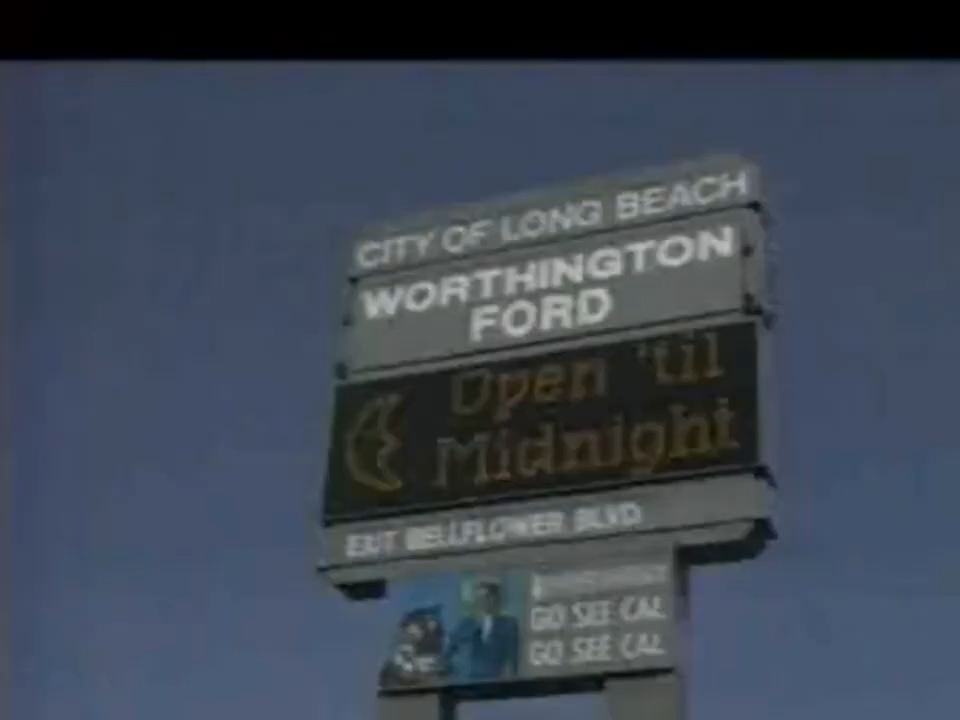 CITY OF LONG BEACH
WORTHINGTON
FORD
Open 'til
Midnight
EXIT BELLFLOWER BLVD
GO SEE CAL
GO SEE CAL